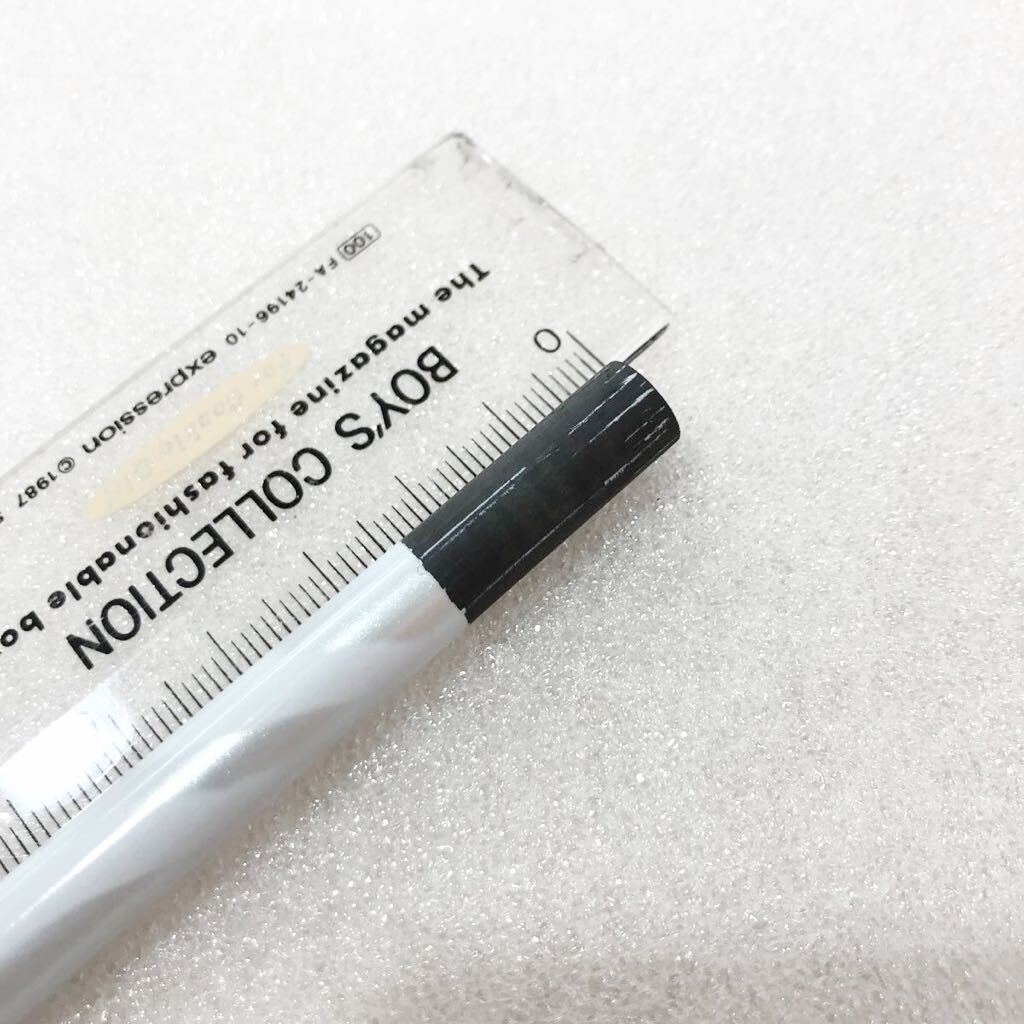 0
BOY'S COLLECTION
The magazine for fashionable bo
100 FA-24196-10 expression ©1987